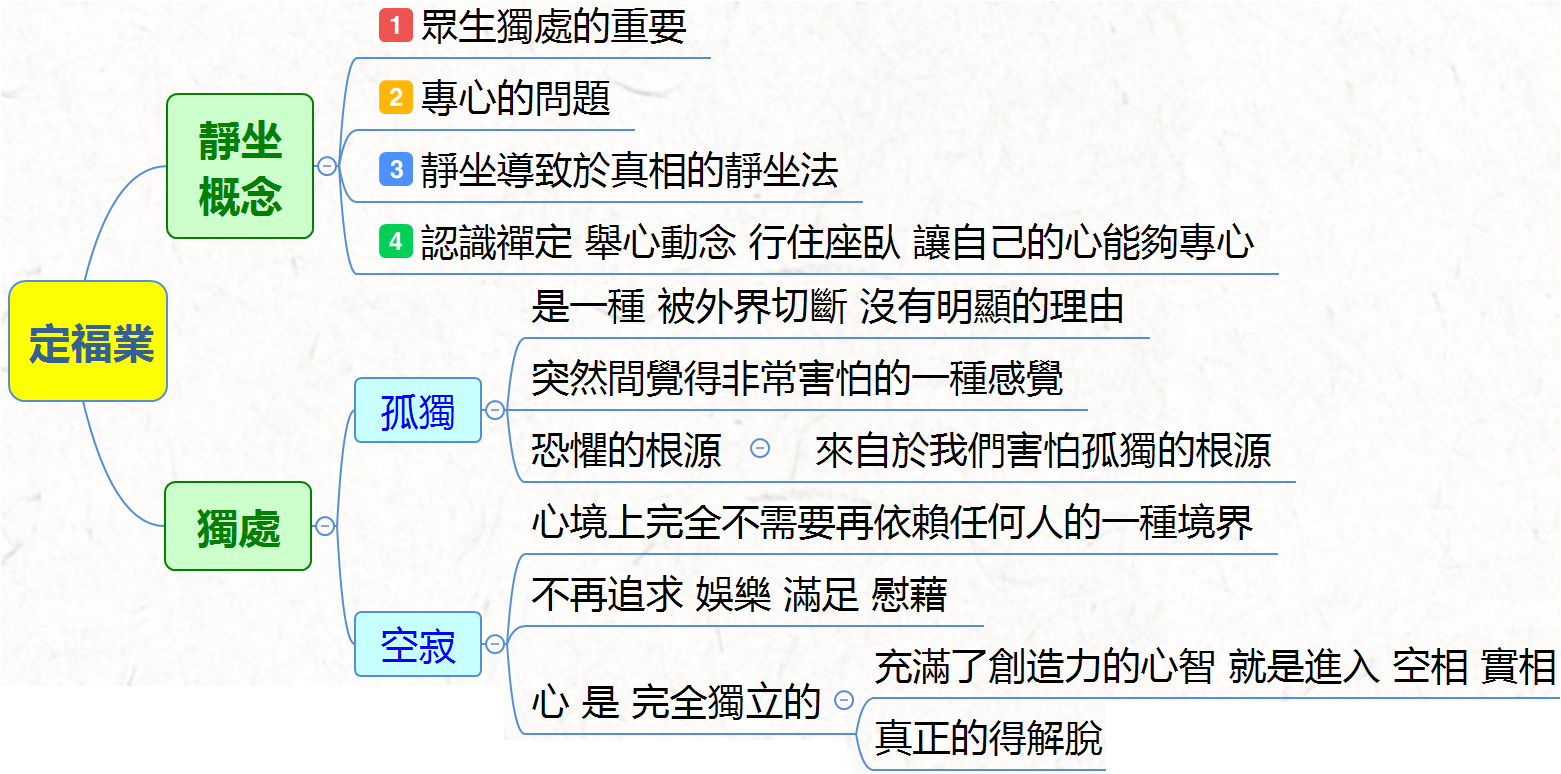 定福業
靜坐
概念
1 眾生獨處的重要
2 專心的問題
3 靜坐導致於真相的靜坐法
4 認識禪定 舉心動念 行住座臥 讓自己的心能夠專心
獨處
孤獨
是一種 被外界切斷 沒有明顯的理由
突然間覺得非常害怕的一種感覺
恐懼的根源 來自於我們害怕孤獨的根源
空寂
心境上完全不需要再依賴任何人的一種境界
不再追求 娛樂 滿足 慰藉
心 是 完全獨立的
充滿了創造力的心智 就是進入 空相 實相
真正的得解脫